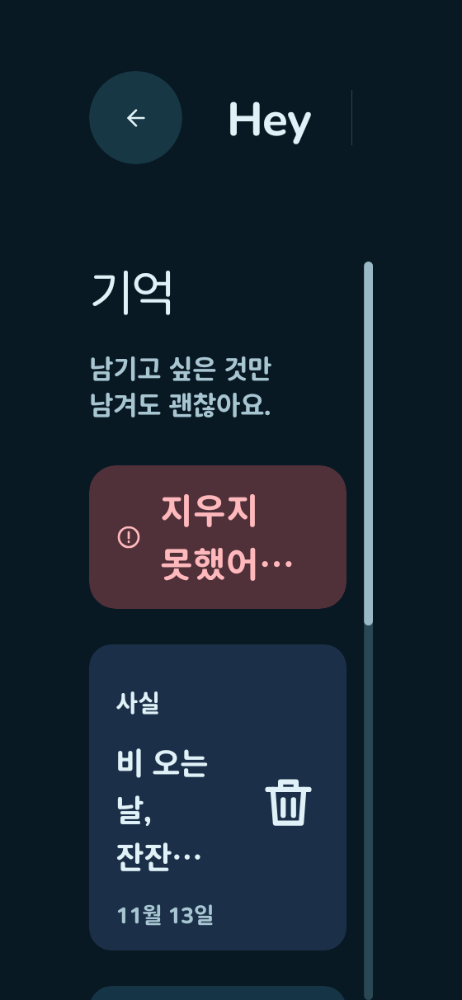 Hey
기억
남기고 싶은 것만
남겨도 괜찮아요.
지우지
못했어…
사실
비 오는
날,
잔잔…
11월 13일